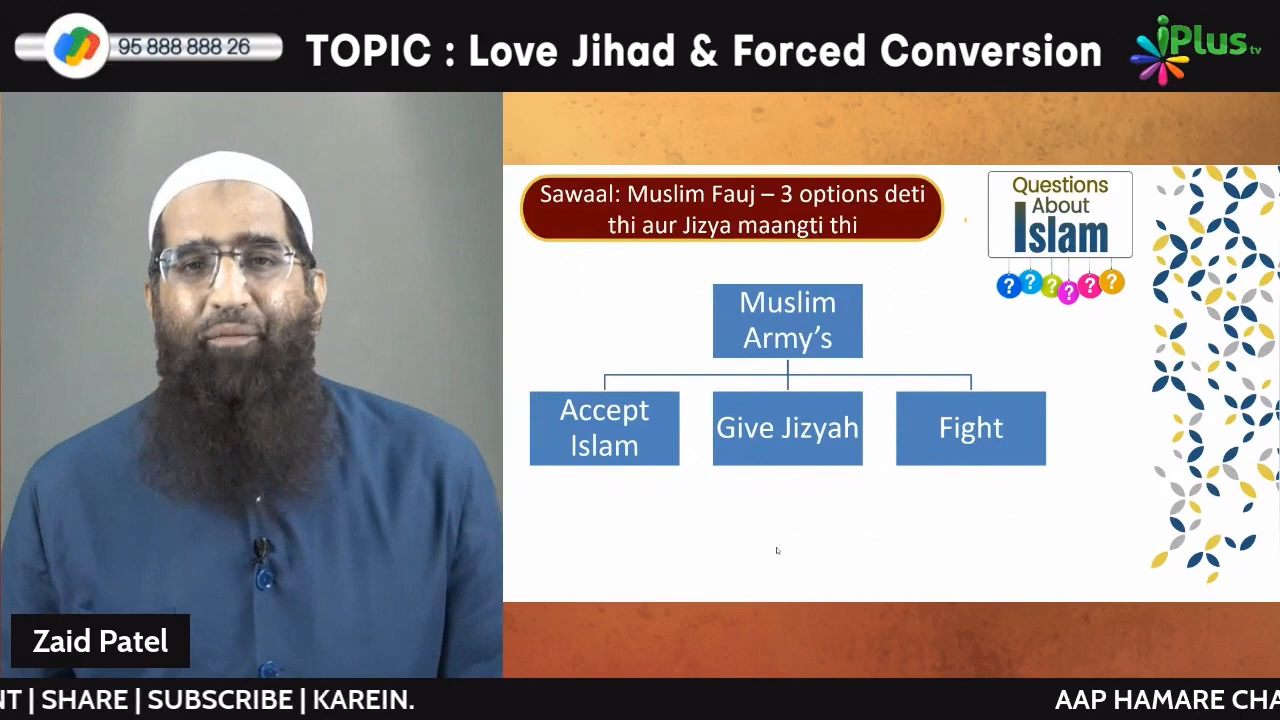 95 888 888 26
TOPIC : Love Jihad & Forced Conversion
iPlus tv
Sawaal: Muslim Fauj – 3 options deti
thi aur Jizya maangti thi
Questions
About
Islam
? ? ? ? ? ?
Muslim
Army’s
Accept
Islam
Give Jizyah
Fight
Zaid Patel
NT | SHARE | SUBSCRIBE | KAREIN.
AAP HAMARE CHA